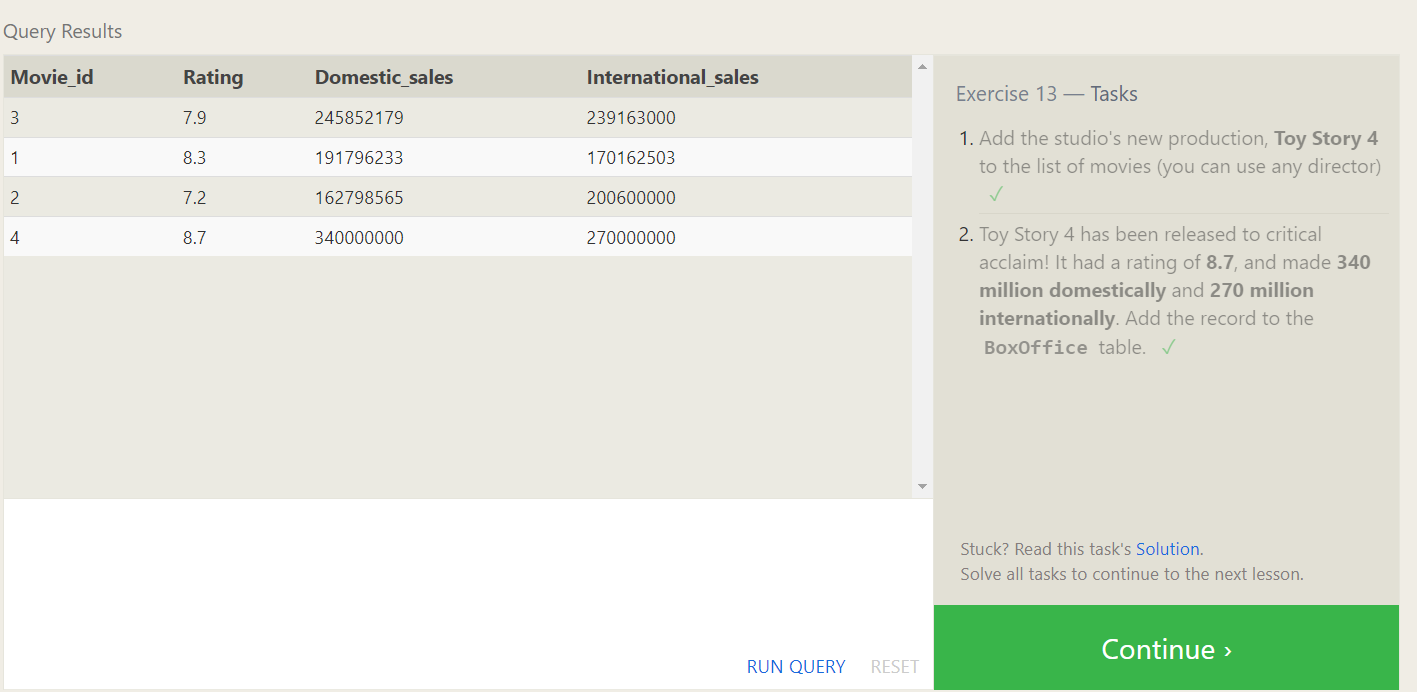 Query Results
Movie_id Rating Domestic_sales International_sales
3 7.9 245852179 239163000
1 8.3 191796233 170162503
2 7.2 162798565 200600000
4 8.7 340000000 270000000
RUN QUERY RESET
Exercise 13 — Tasks
1. Add the studio's new production, Toy Story 4
to the list of movies (you can use any director)
✓
2. Toy Story 4 has been released to critical
acclaim! It had a rating of 8.7, and made 340
million domestically and 270 million
internationally. Add the record to the
BoxOffice table. ✓
Stuck? Read this task's Solution.
Solve all tasks to continue to the next lesson.
Continue ›